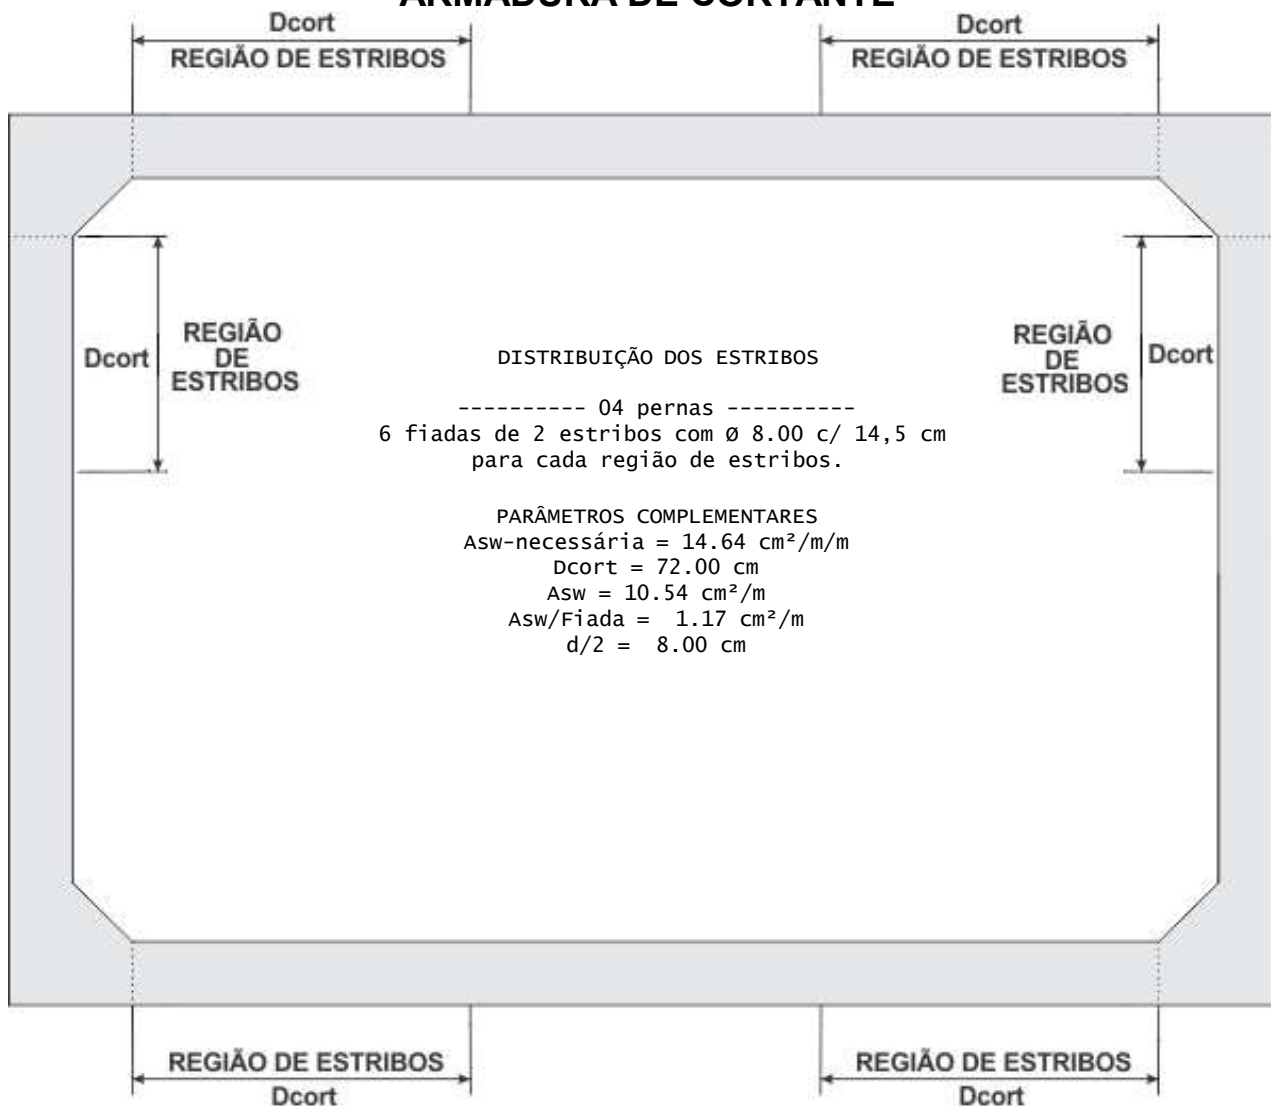 ARMADURA DE CORTANTE
Dcort
REGIÃO DE ESTRIBOS
Dcort
REGIÃO DE ESTRIBOS
Dcort
REGIÃO
DE
ESTRIBOS
REGIÃO
DE
ESTRIBOS
Dcort
DISTRIBUIÇÃO DOS ESTRIBOS
---------- 04 pernas ----------
6 fiadas de 2 estribos com Ø 8.00 c/ 14,5 cm
para cada região de estribos.
PARÂMETROS COMPLEMENTARES
Asw-necessária = 14.64 cm²/m/m
Dcort = 72.00 cm
Asw = 10.54 cm²/m
Asw/Fiada =  1.17 cm²/m
d/2 =  8.00 cm
REGIÃO DE ESTRIBOS
Dcort
REGIÃO DE ESTRIBOS
Dcort